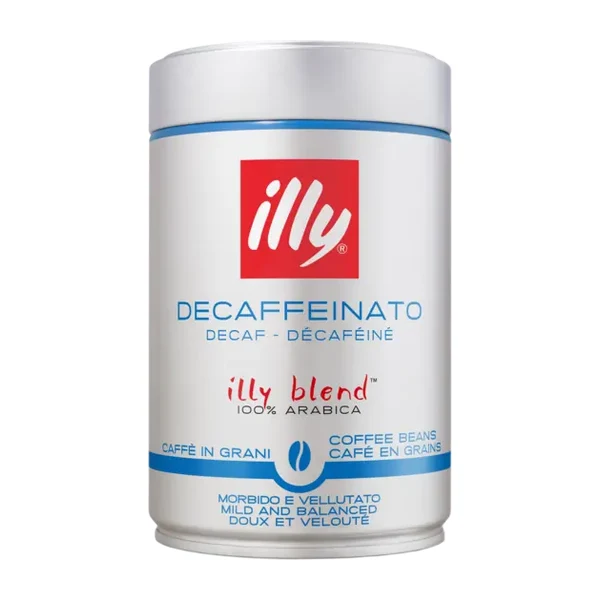 illy®
DECAFFEINATO
DECAF - DÉCAFÉINÉ
illy blend™
100% ARABICA
CAFFÈ IN GRANI
COFFEE BEANS
CAFÉ EN GRAINS
MORBIDO E VELLUTATO
MILD AND BALANCED
DOUX ET VELOUTÉ